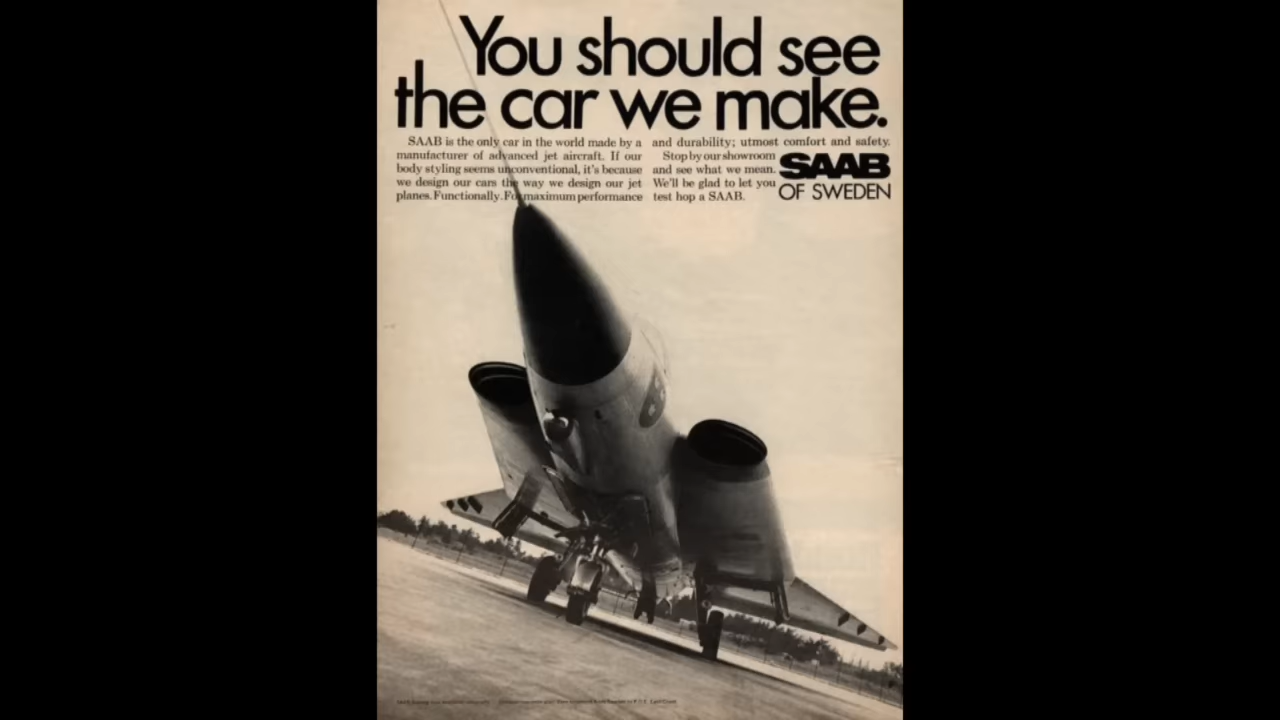 You should see
the car we make.
SAAB is the only car in the world made by a
manufacturer of advanced jet aircraft. If our
body styling seems unconventional, it's because
we design our cars the way we design our jet
planes. Functionally. For maximum performance
and durability; utmost comfort and safety.
Stop by our showroom
and see what we mean.
We'll be glad to let you
test hop a SAAB.
SAAB
OF SWEDEN